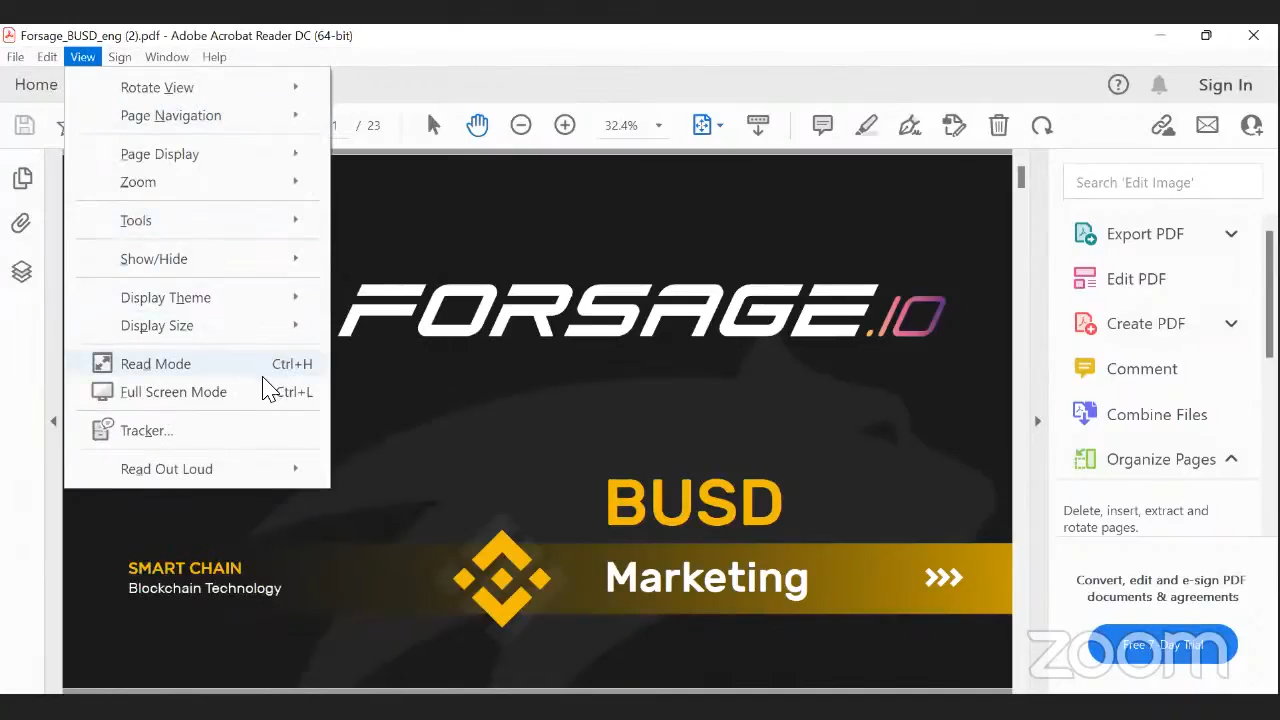 Forsage_BUSD_eng (2).pdf - Adobe Acrobat Reader DC (64-bit)
File Edit View Sign Window Help
Home
Sign In
1 / 23
32.4%
Rotate View
Page Navigation
Page Display
Zoom
Tools
Show/Hide
Display Theme
Display Size
Read Mode Ctrl+H
Full Screen Mode Ctrl+L
Tracker...
Read Out Loud
FORSAGE.IO
BUSD
Marketing
SMART CHAIN
Blockchain Technology
Search 'Edit Image'
Export PDF
Edit PDF
Create PDF
Comment
Combine Files
Organize Pages
Delete, insert, extract and
rotate pages.
Convert, edit and e-sign PDF
documents & agreements
Free 7-Day Trial
zoom